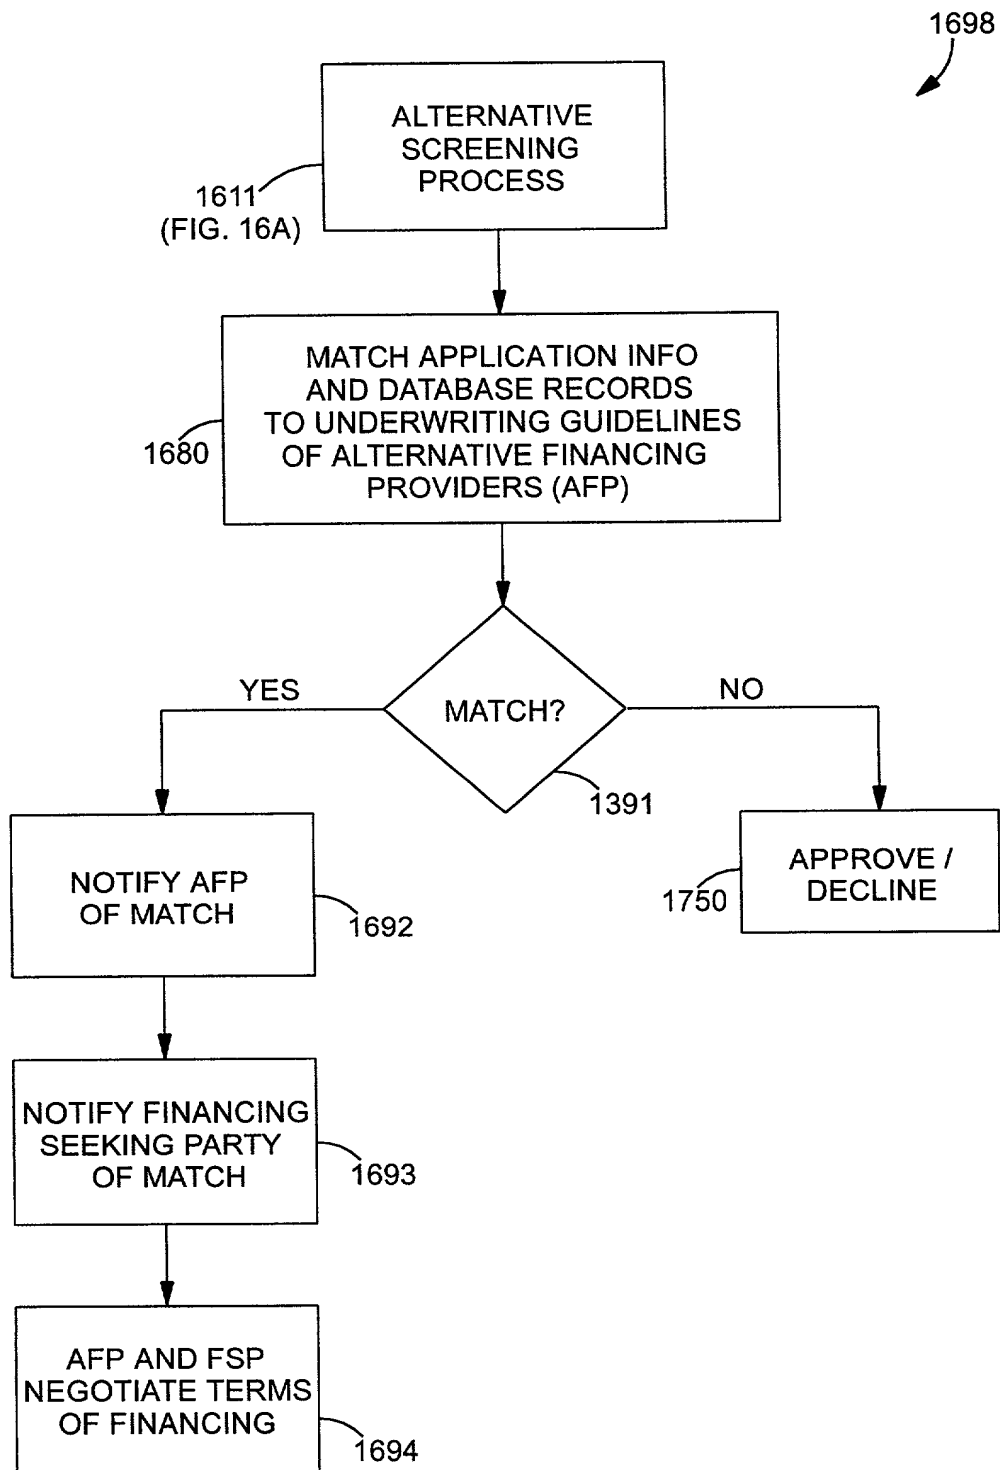 1698
ALTERNATIVE
SCREENING
PROCESS
1611
(FIG. 16A)
MATCH APPLICATION INFO
AND DATABASE RECORDS
TO UNDERWRITING GUIDELINES
OF ALTERNATIVE FINANCING
PROVIDERS (AFP)
1680
YES
MATCH?
NO
1391
NOTIFY AFP
OF MATCH
1692
APPROVE /
DECLINE
1750
NOTIFY FINANCING
SEEKING PARTY
OF MATCH
1693
AFP AND FSP
NEGOTIATE TERMS
OF FINANCING
1694